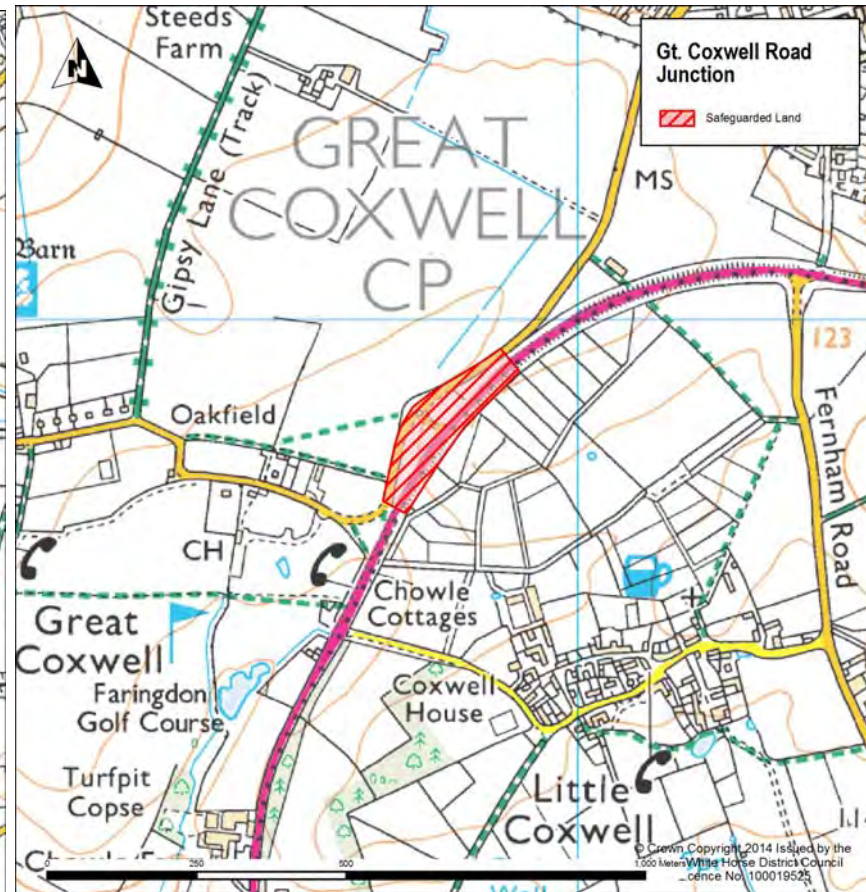 Steeds
Farm
N
Gt. Coxwell Road
Junction
Safeguarded Land
GREAT
COXWELL
CP
Gipsy Lane (Track)
MS
Barn
123
Oakfield
Fernham Road
CH
Chowle
Cottages
Great
Coxwell
Faringdon
Golf Course
Coxwell
House
Turfpit
Copse
Little
Coxwell
© Crown Copyright 2014 Issued by the
White Horse District Council
cence No. 100019525
0 250 500 1,000 Meters